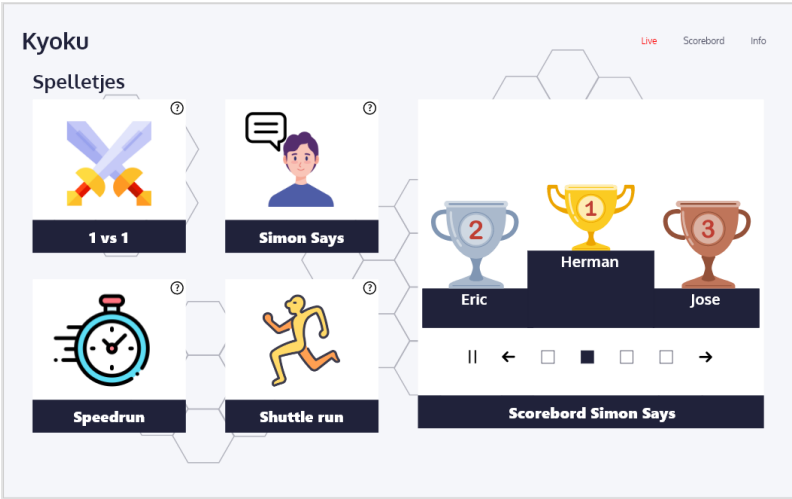 Kyoku
Live Scorebord Info
Spelletjes
?
?
1 vs 1
Simon Says
?
?
Speedrun
Shuttle run
2
1
3
Herman
Eric
Jose
Scorebord Simon Says